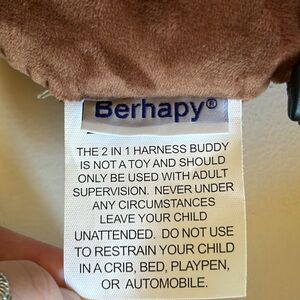 Berhapy®
THE 2 IN 1 HARNESS BUDDY
IS NOT A TOY AND SHOULD
ONLY BE USED WITH ADULT
SUPERVISION. NEVER UNDER
ANY CIRCUMSTANCES
LEAVE YOUR CHILD
UNATTENDED. DO NOT USE
TO RESTRAIN YOUR CHILD
IN A CRIB, BED, PLAYPEN,
OR AUTOMOBILE.